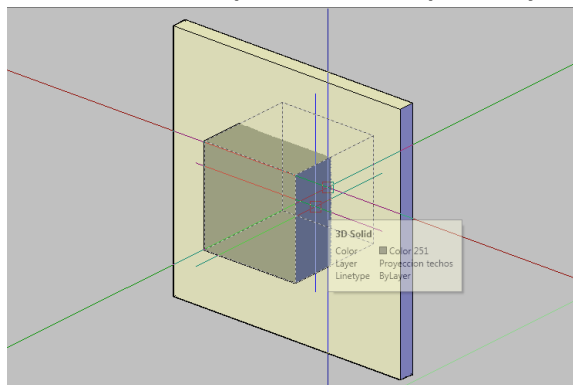 3D Solid
Color Color 251
Layer Proyeccion techos
Linetype ByLayer